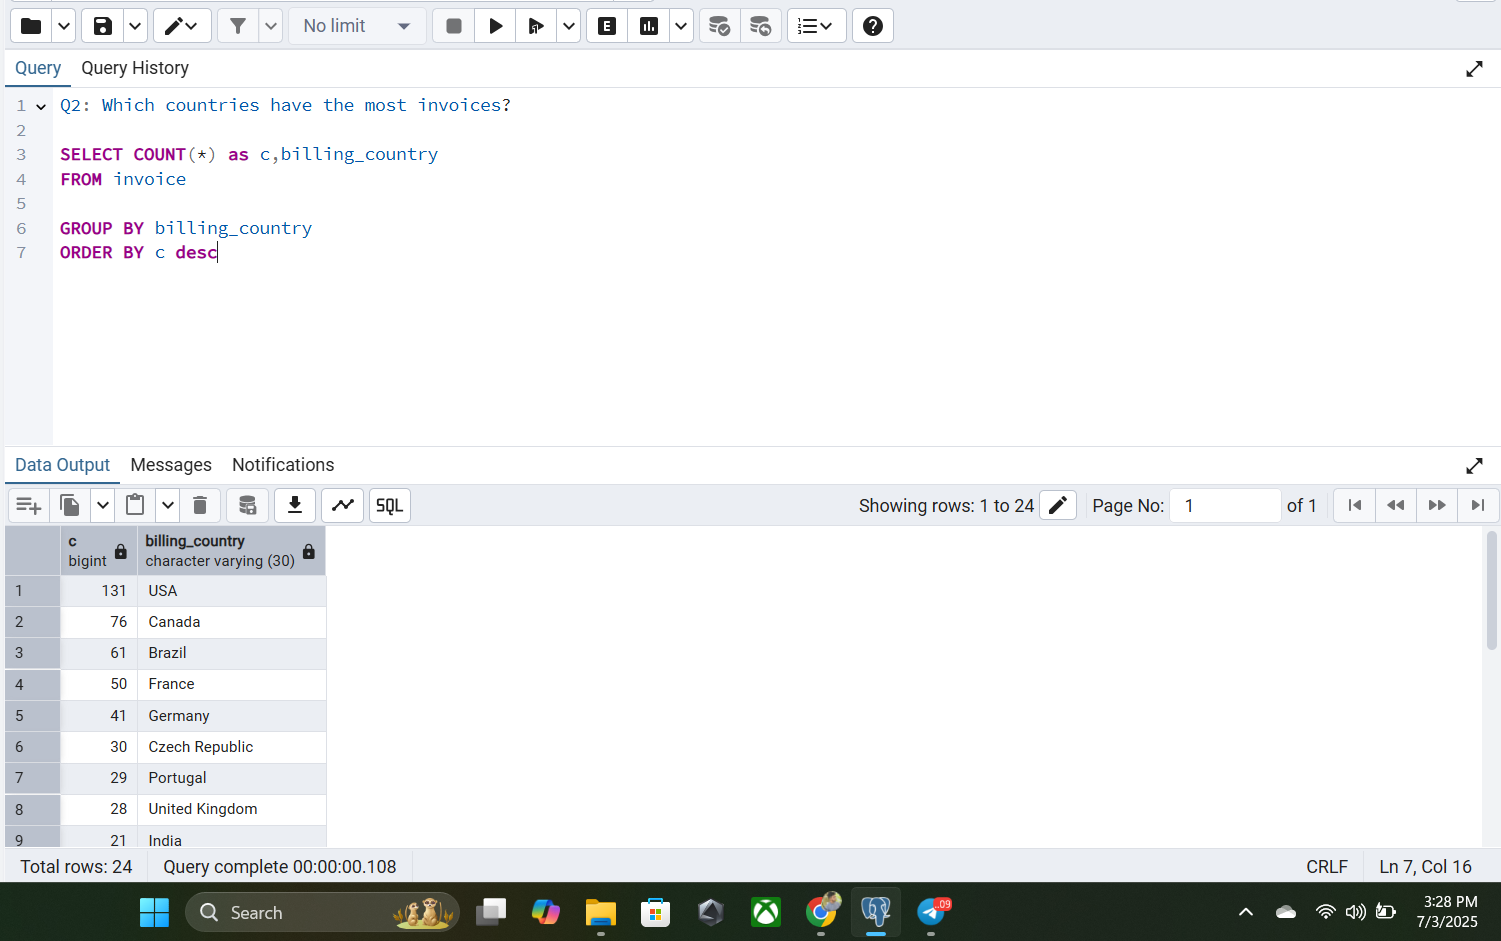 No limit
E
Query Query History
1 Q2: Which countries have the most invoices?
2
3 SELECT COUNT(*) as c,billing_country
4 FROM invoice
5
6 GROUP BY billing_country
7 ORDER BY c desc
Data Output Messages Notifications
SQL Showing rows: 1 to 24 Page No: 1 of 1
c billing_country
bigint character varying (30)
1 131 USA
2 76 Canada
3 61 Brazil
4 50 France
5 41 Germany
6 30 Czech Republic
7 29 Portugal
8 28 United Kingdom
9 21 India
Total rows: 24 Query complete 00:00:00.108 CRLF Ln 7, Col 16
Search .09 3:28 PM
7/3/2025